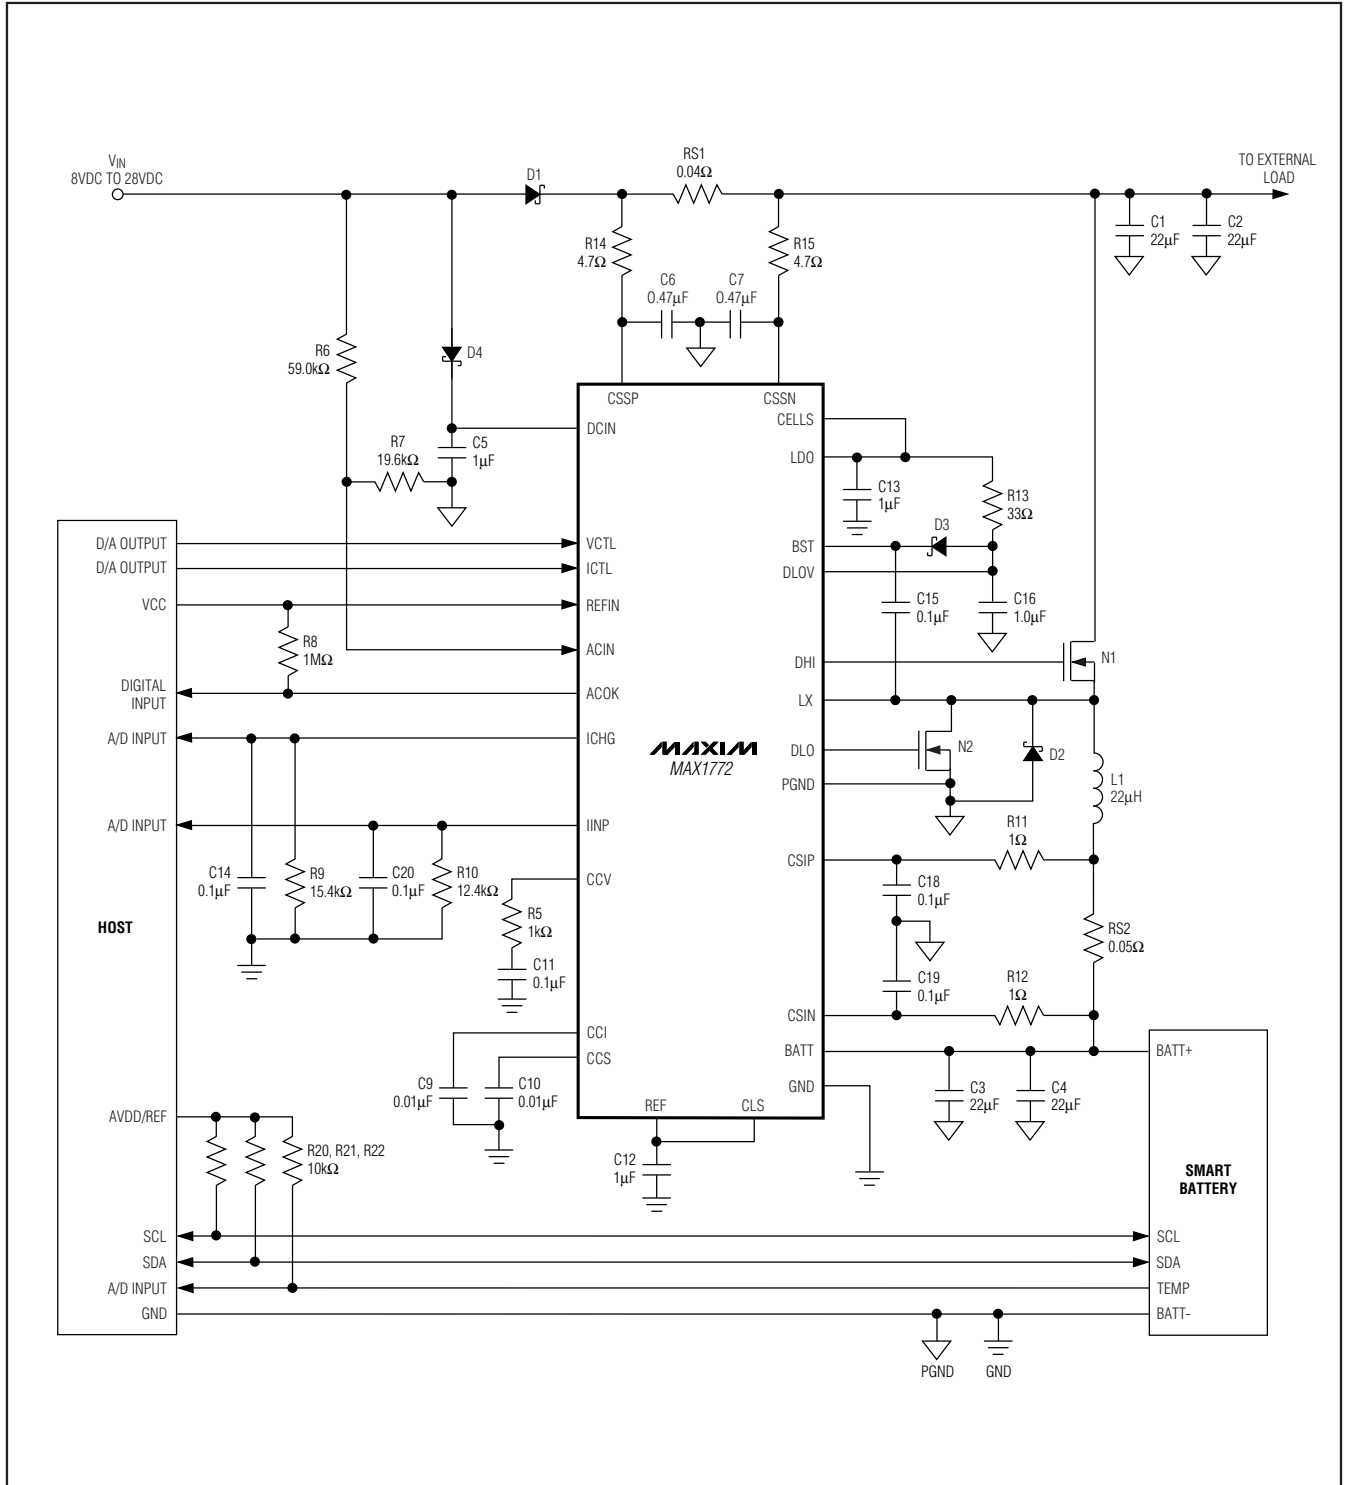 VIN
8VDC TO 28VDC
D1
RS1
0.04Ω
TO EXTERNAL
LOAD
C1
22µF
C2
22µF
R14
4.7Ω
R15
4.7Ω
C6
0.47µF
C7
0.47µF
R6
59.0kΩ
D4
R7
19.6kΩ
C5
1µF
CSSP
CSSN
DCIN
CELLS
LDO
C13
1µF
R13
33Ω
D3
BST
DLOV
C15
0.1µF
C16
1.0µF
D/A OUTPUT
VCTL
D/A OUTPUT
ICTL
VCC
REFIN
R8
1MΩ
ACIN
DHI
N1
DIGITAL
INPUT
ACOK
LX
A/D INPUT
ICHG
MAXIM
MAX1772
DLO
N2
D2
PGND
L1
22µH
A/D INPUT
IINP
R11
1Ω
CSIP
C14
0.1µF
R9
15.4kΩ
C20
0.1µF
R10
12.4kΩ
CCV
C18
0.1µF
R5
1kΩ
HOST
RS2
0.05Ω
C11
0.1µF
C19
0.1µF
R12
1Ω
CSIN
CCI
CCS
BATT
BATT+
C9
0.01µF
C10
0.01µF
GND
C3
22µF
C4
22µF
REF
CLS
AVDD/REF
R20, R21, R22
10kΩ
C12
1µF
SMART
BATTERY
SCL
SCL
SDA
SDA
A/D INPUT
TEMP
GND
BATT-
PGND
GND